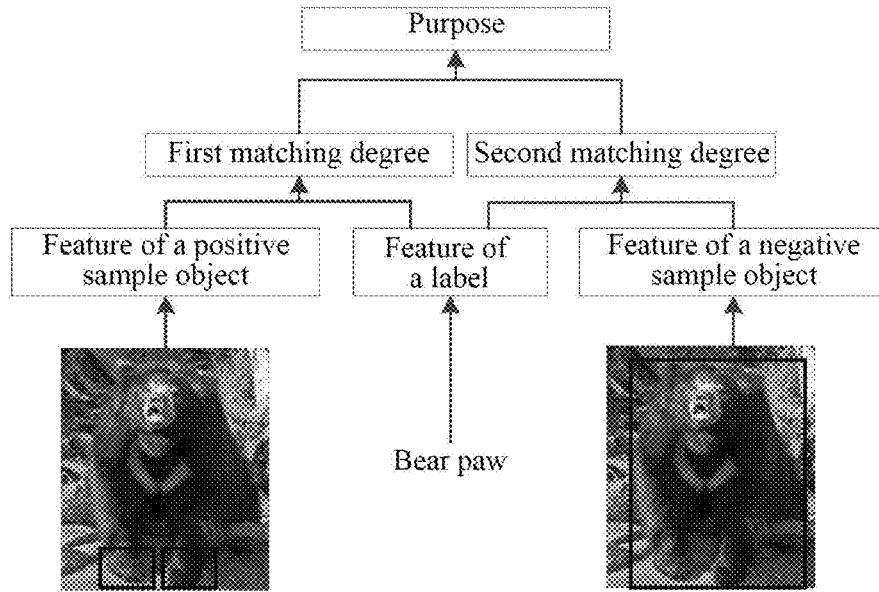 Purpose
First matching degree
Second matching degree
Feature of a positive
sample object
Feature of
a label
Feature of a negative
sample object
Bear paw